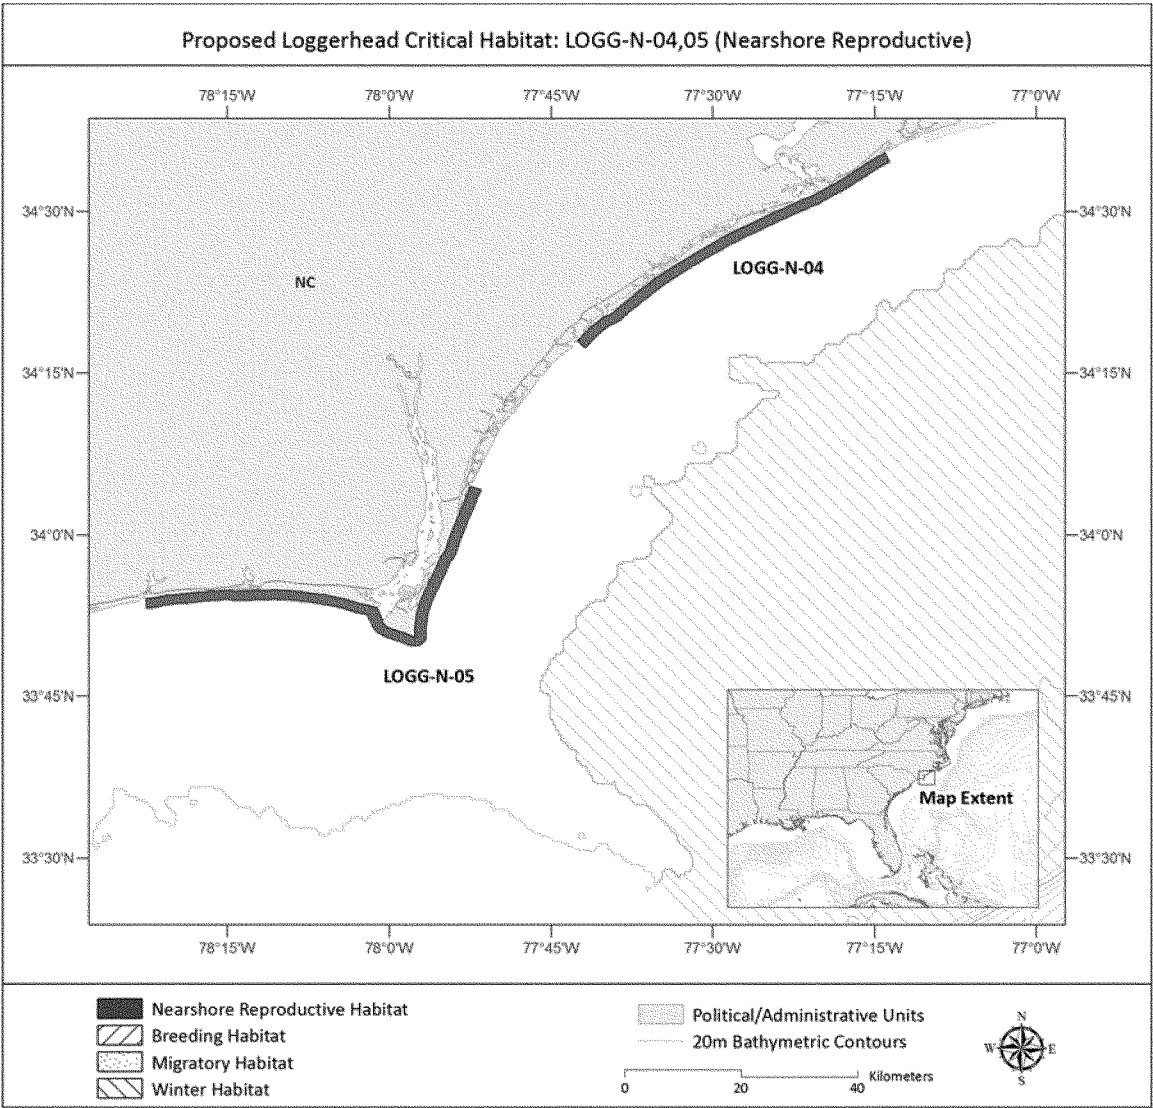 Proposed Loggerhead Critical Habitat: LOGG-N-04,05 (Nearshore Reproductive)
78°15'W 78°0'W 77°45'W 77°30'W 77°15'W 77°0'W
34°30'N 34°30'N
LOGG-N-04
NC
34°15'N 34°15'N
34°0'N 34°0'N
LOGG-N-05
33°45'N 33°45'N
Map Extent
33°30'N 33°30'N
78°15'W 78°0'W 77°45'W 77°30'W 77°15'W 77°0'W
Nearshore Reproductive Habitat
Breeding Habitat
Migratory Habitat
Winter Habitat
Political/Administrative Units
20m Bathymetric Contours
Kilometers
0 20 40
N
W E
S